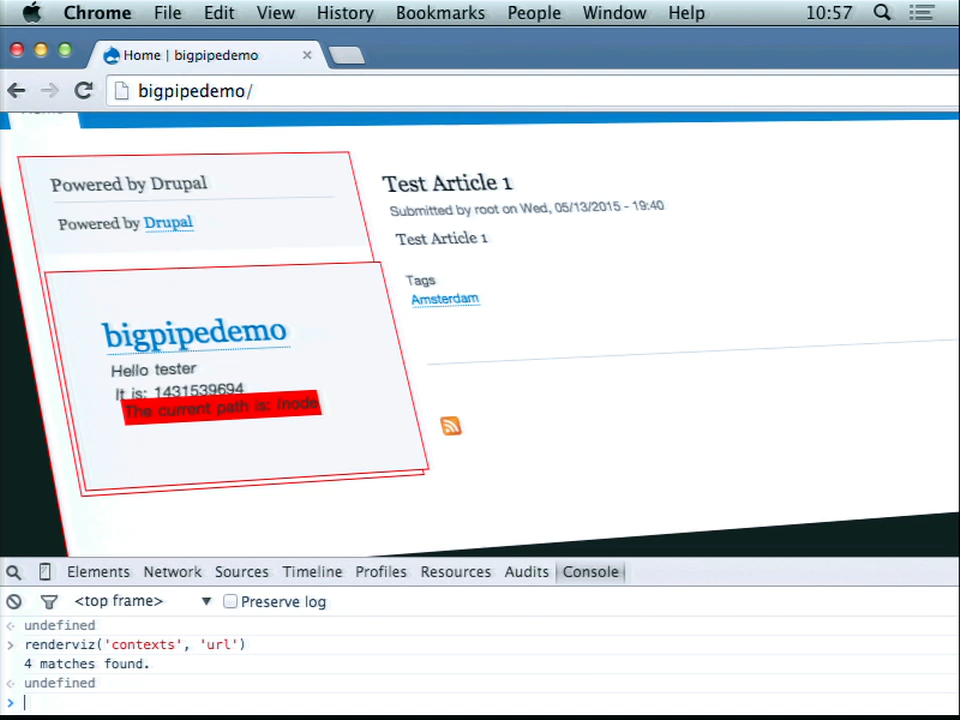 Chrome File Edit View History Bookmarks People Window Help 10:57
Home | bigpipedemo
bigpipedemo/
Powered by Drupal
Powered by Drupal
bigpipedemo
Hello tester
It is: 1431539694
The current path is: /node
Test Article 1
Submitted by root on Wed, 05/13/2015 - 19:40
Test Article 1
Tags
Amsterdam
Elements Network Sources Timeline Profiles Resources Audits Console
<top frame> Preserve log
undefined
renderviz('contexts', 'url')
4 matches found.
undefined